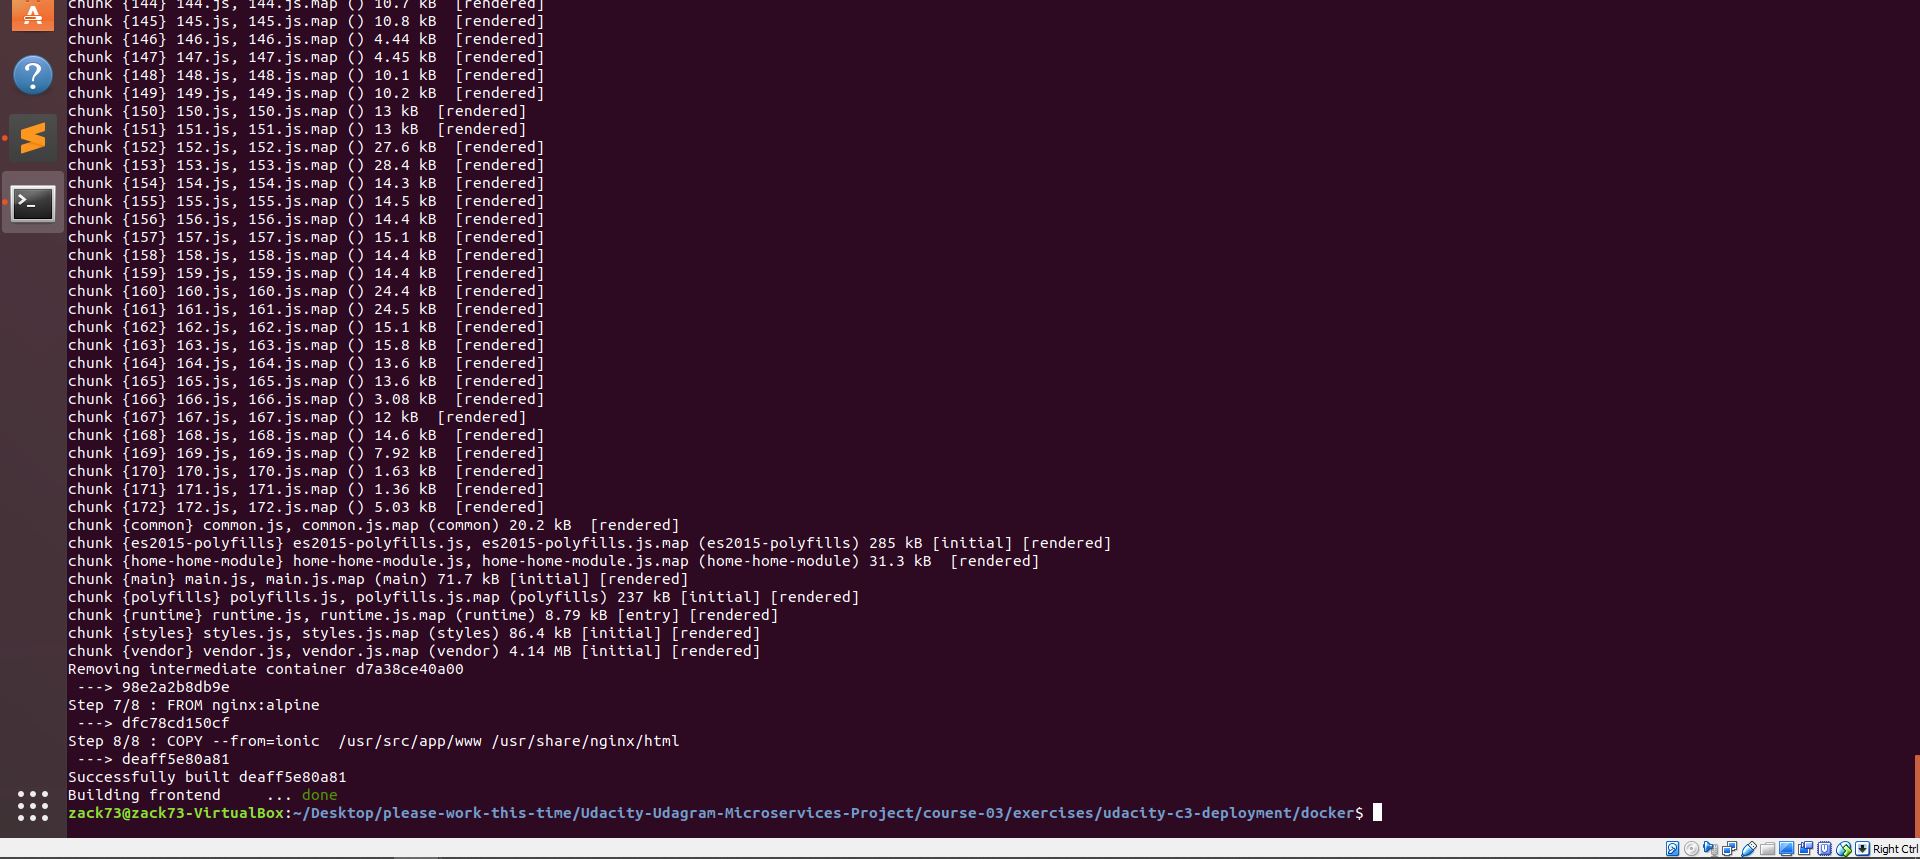 chunk {144} 144.js, 144.js.map () 10.7 kB  [rendered]
chunk {145} 145.js, 145.js.map () 10.8 kB  [rendered]
chunk {146} 146.js, 146.js.map () 4.44 kB  [rendered]
chunk {147} 147.js, 147.js.map () 4.45 kB  [rendered]
chunk {148} 148.js, 148.js.map () 10.1 kB  [rendered]
chunk {149} 149.js, 149.js.map () 10.2 kB  [rendered]
chunk {150} 150.js, 150.js.map () 13 kB  [rendered]
chunk {151} 151.js, 151.js.map () 13 kB  [rendered]
chunk {152} 152.js, 152.js.map () 27.6 kB  [rendered]
chunk {153} 153.js, 153.js.map () 28.4 kB  [rendered]
chunk {154} 154.js, 154.js.map () 14.3 kB  [rendered]
chunk {155} 155.js, 155.js.map () 14.5 kB  [rendered]
chunk {156} 156.js, 156.js.map () 14.4 kB  [rendered]
chunk {157} 157.js, 157.js.map () 15.1 kB  [rendered]
chunk {158} 158.js, 158.js.map () 14.4 kB  [rendered]
chunk {159} 159.js, 159.js.map () 14.4 kB  [rendered]
chunk {160} 160.js, 160.js.map () 24.4 kB  [rendered]
chunk {161} 161.js, 161.js.map () 24.5 kB  [rendered]
chunk {162} 162.js, 162.js.map () 15.1 kB  [rendered]
chunk {163} 163.js, 163.js.map () 15.8 kB  [rendered]
chunk {164} 164.js, 164.js.map () 13.6 kB  [rendered]
chunk {165} 165.js, 165.js.map () 13.6 kB  [rendered]
chunk {166} 166.js, 166.js.map () 3.08 kB  [rendered]
chunk {167} 167.js, 167.js.map () 12 kB  [rendered]
chunk {168} 168.js, 168.js.map () 14.6 kB  [rendered]
chunk {169} 169.js, 169.js.map () 7.92 kB  [rendered]
chunk {170} 170.js, 170.js.map () 1.63 kB  [rendered]
chunk {171} 171.js, 171.js.map () 1.36 kB  [rendered]
chunk {172} 172.js, 172.js.map () 5.03 kB  [rendered]
chunk {common} common.js, common.js.map (common) 20.2 kB  [rendered]
chunk {es2015-polyfills} es2015-polyfills.js, es2015-polyfills.js.map (es2015-polyfills) 285 kB [initial] [rendered]
chunk {home-home-module} home-home-module.js, home-home-module.js.map (home-home-module) 31.3 kB  [rendered]
chunk {main} main.js, main.js.map (main) 71.7 kB [initial] [rendered]
chunk {polyfills} polyfills.js, polyfills.js.map (polyfills) 237 kB [initial] [rendered]
chunk {runtime} runtime.js, runtime.js.map (runtime) 8.79 kB [entry] [rendered]
chunk {styles} styles.js, styles.js.map (styles) 86.4 kB [initial] [rendered]
chunk {vendor} vendor.js, vendor.js.map (vendor) 4.14 MB [initial] [rendered]
Removing intermediate container d7a38ce40a00
 ---> 98e2a2b8db9e
Step 7/8 : FROM nginx:alpine
 ---> dfc78cd150cf
Step 8/8 : COPY --from=ionic  /usr/src/app/www /usr/share/nginx/html
 ---> deaff5e80a81
Successfully built deaff5e80a81
Building frontend     ... done
zack73@zack73-VirtualBox:~/Desktop/please-work-this-time/Udacity-Udagram-Microservices-Project/course-03/exercises/udacity-c3-deployment/docker$
Right Ctrl